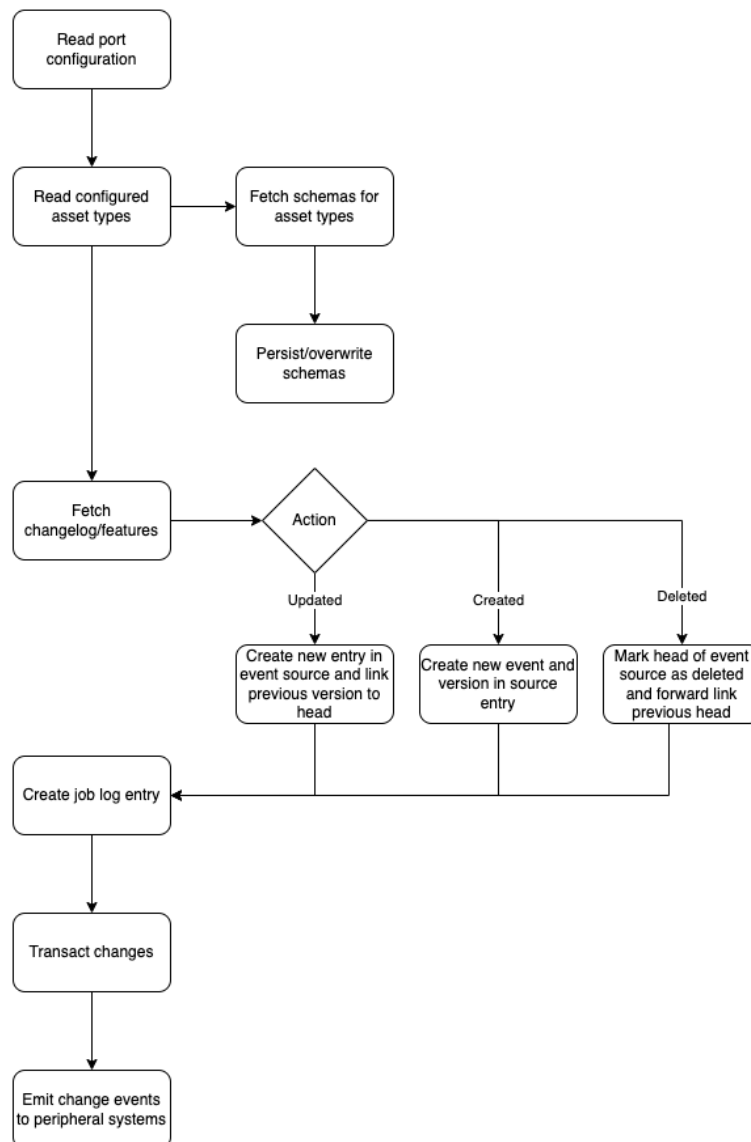 Read port
configuration
Read configured
asset types
Fetch schemas for
asset types
Persist/overwrite
schemas
Fetch
changelog/features
Action
Updated
Created
Deleted
Create new entry in
event source and link
previous version to
head
Create new event and
version in source
entry
Mark head of event
source as deleted
and forward link
previous head
Create job log entry
Transact changes
Emit change events
to peripheral systems